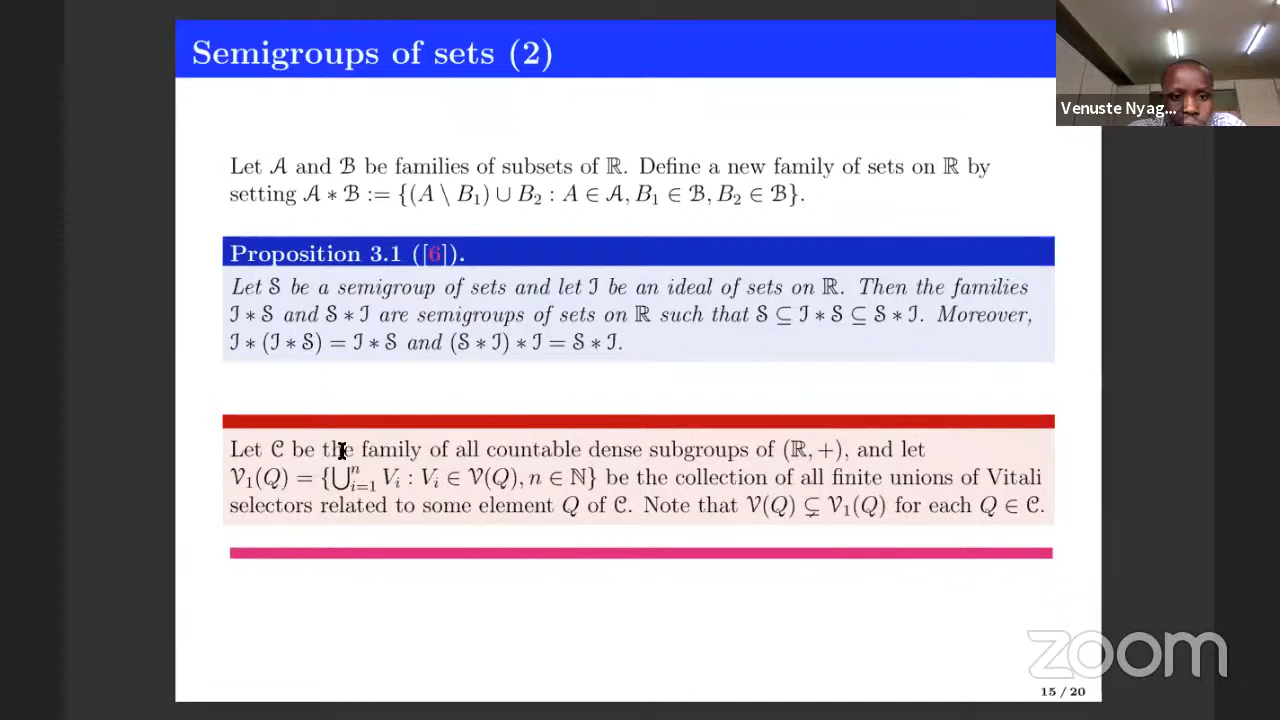 Semigroups of sets (2)
Venuste Nyag...
Let 𝒜 and ℬ be families of subsets of ℝ. Define a new family of sets on ℝ by
setting 𝒜 ∗ ℬ := {(A \ B₁) ∪ B₂ : A ∈ 𝒜, B₁ ∈ ℬ, B₂ ∈ ℬ}.
Proposition 3.1 ([6]).
Let 𝒮 be a semigroup of sets and let ℐ be an ideal of sets on ℝ. Then the families
ℐ ∗ 𝒮 and 𝒮 ∗ ℐ are semigroups of sets on ℝ such that 𝒮 ⊆ ℐ ∗ 𝒮 ⊆ 𝒮 ∗ ℐ. Moreover,
ℐ ∗ (ℐ ∗ 𝒮) = ℐ ∗ 𝒮 and (𝒮 ∗ ℐ) ∗ ℐ = 𝒮 ∗ ℐ.
Let 𝒞 be the family of all countable dense subgroups of (ℝ, +), and let
𝒱₁(Q) = {⋃ⁿᵢ₌₁ Vᵢ : Vᵢ ∈ 𝒱(Q), n ∈ ℕ} be the collection of all finite unions of Vitali
selectors related to some element Q of 𝒞. Note that 𝒱(Q) ⊊ 𝒱₁(Q) for each Q ∈ 𝒞.
zoom
15 / 20